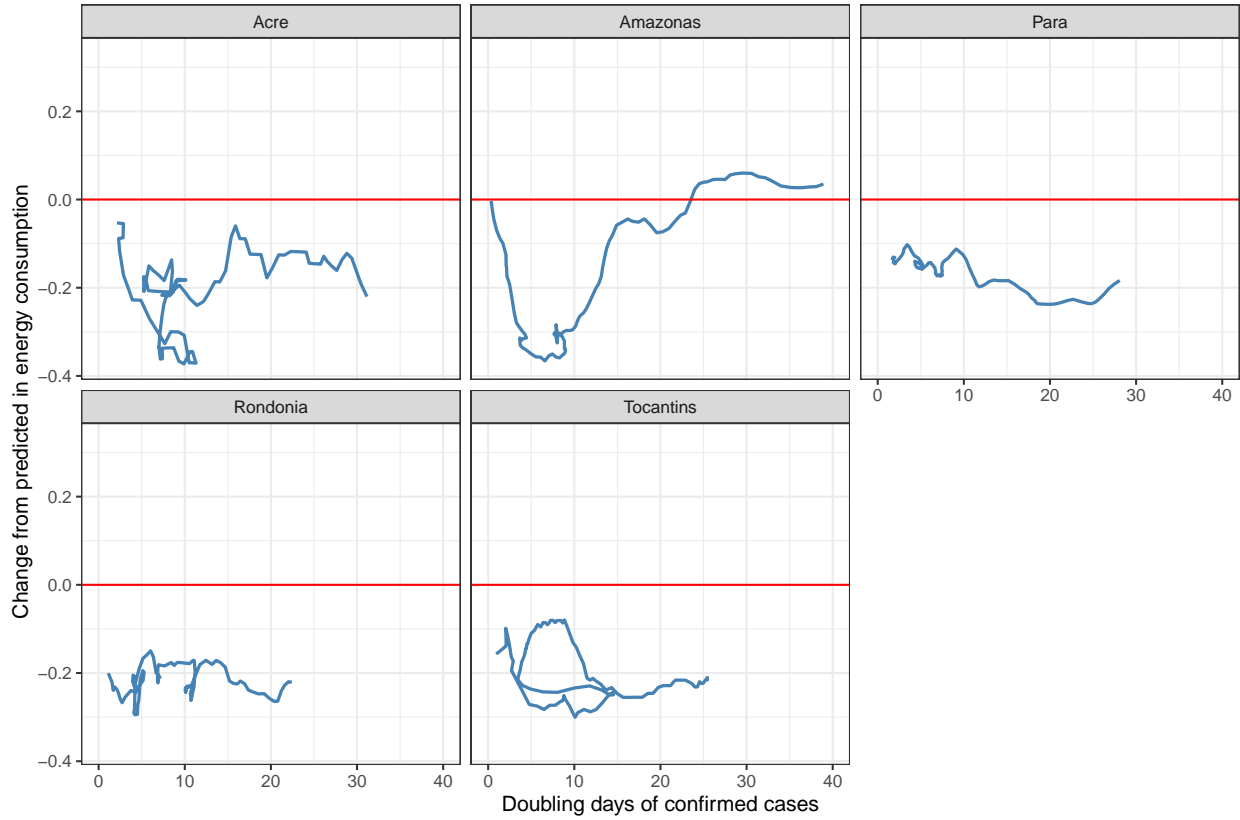 Acre
Amazonas
Para
0.2
0.0
−0.2
−0.4
0 10 20 30 40
Rondonia
Tocantins
0.2
0.0
−0.2
−0.4
0 10 20 30 40
0 10 20 30 40
Change from predicted in energy consumption
Doubling days of confirmed cases